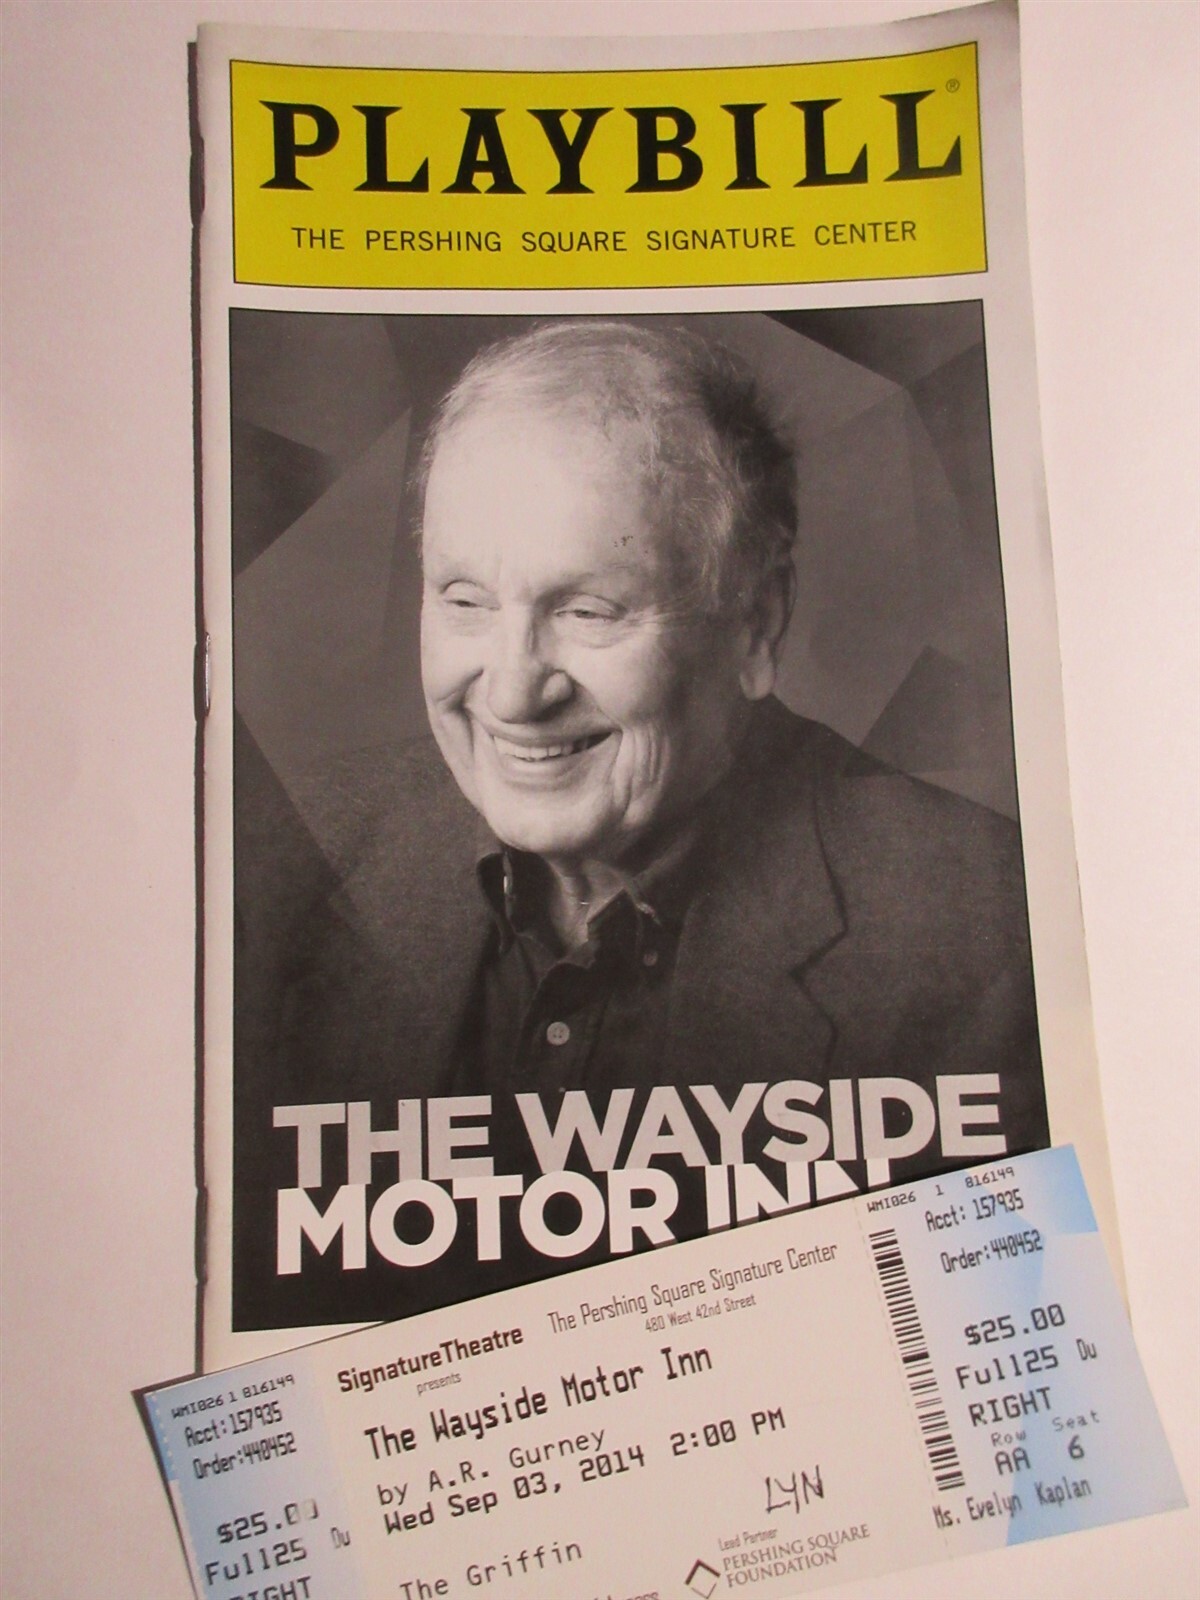 PLAYBILL®
THE PERSHING SQUARE SIGNATURE CENTER
THE WAYSIDE
MOTOR INN
WMI026 1 816149
Acct:157935
Order:440452
$25.00
Full25 Du
RIGHT
SignatureTheatre
presents
The Pershing Square Signature Center
480 West 42nd Street
The Wayside Motor Inn
by A.R. Gurney
Wed Sep 03, 2014 2:00 PM
LYN
The Griffin
Lead Partner
PERSHING SQUARE
FOUNDATION
WMI026 1 816149
Acct: 157935
Order:440452
$25.00
Full25 Du
RIGHT
Row Seat
AA 6
Ms. Evelyn Kaplan